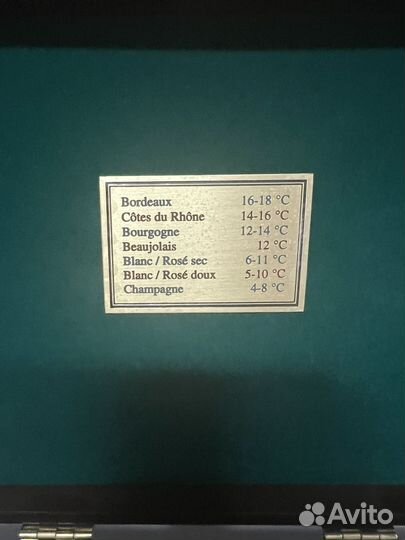 Bordeaux 16-18 °C
Côtes du Rhône 14-16 °C
Bourgogne 12-14 °C
Beaujolais 12 °C
Blanc / Rosé sec 6-11 °C
Blanc / Rosé doux 5-10 °C
Champagne 4-8 °C
Avito